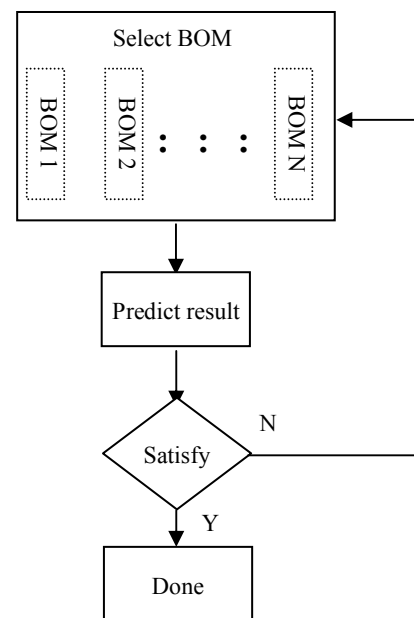 Select BOM
BOM 1
BOM 2
: : :
BOM N
Predict result
Satisfy
N
Y
Done